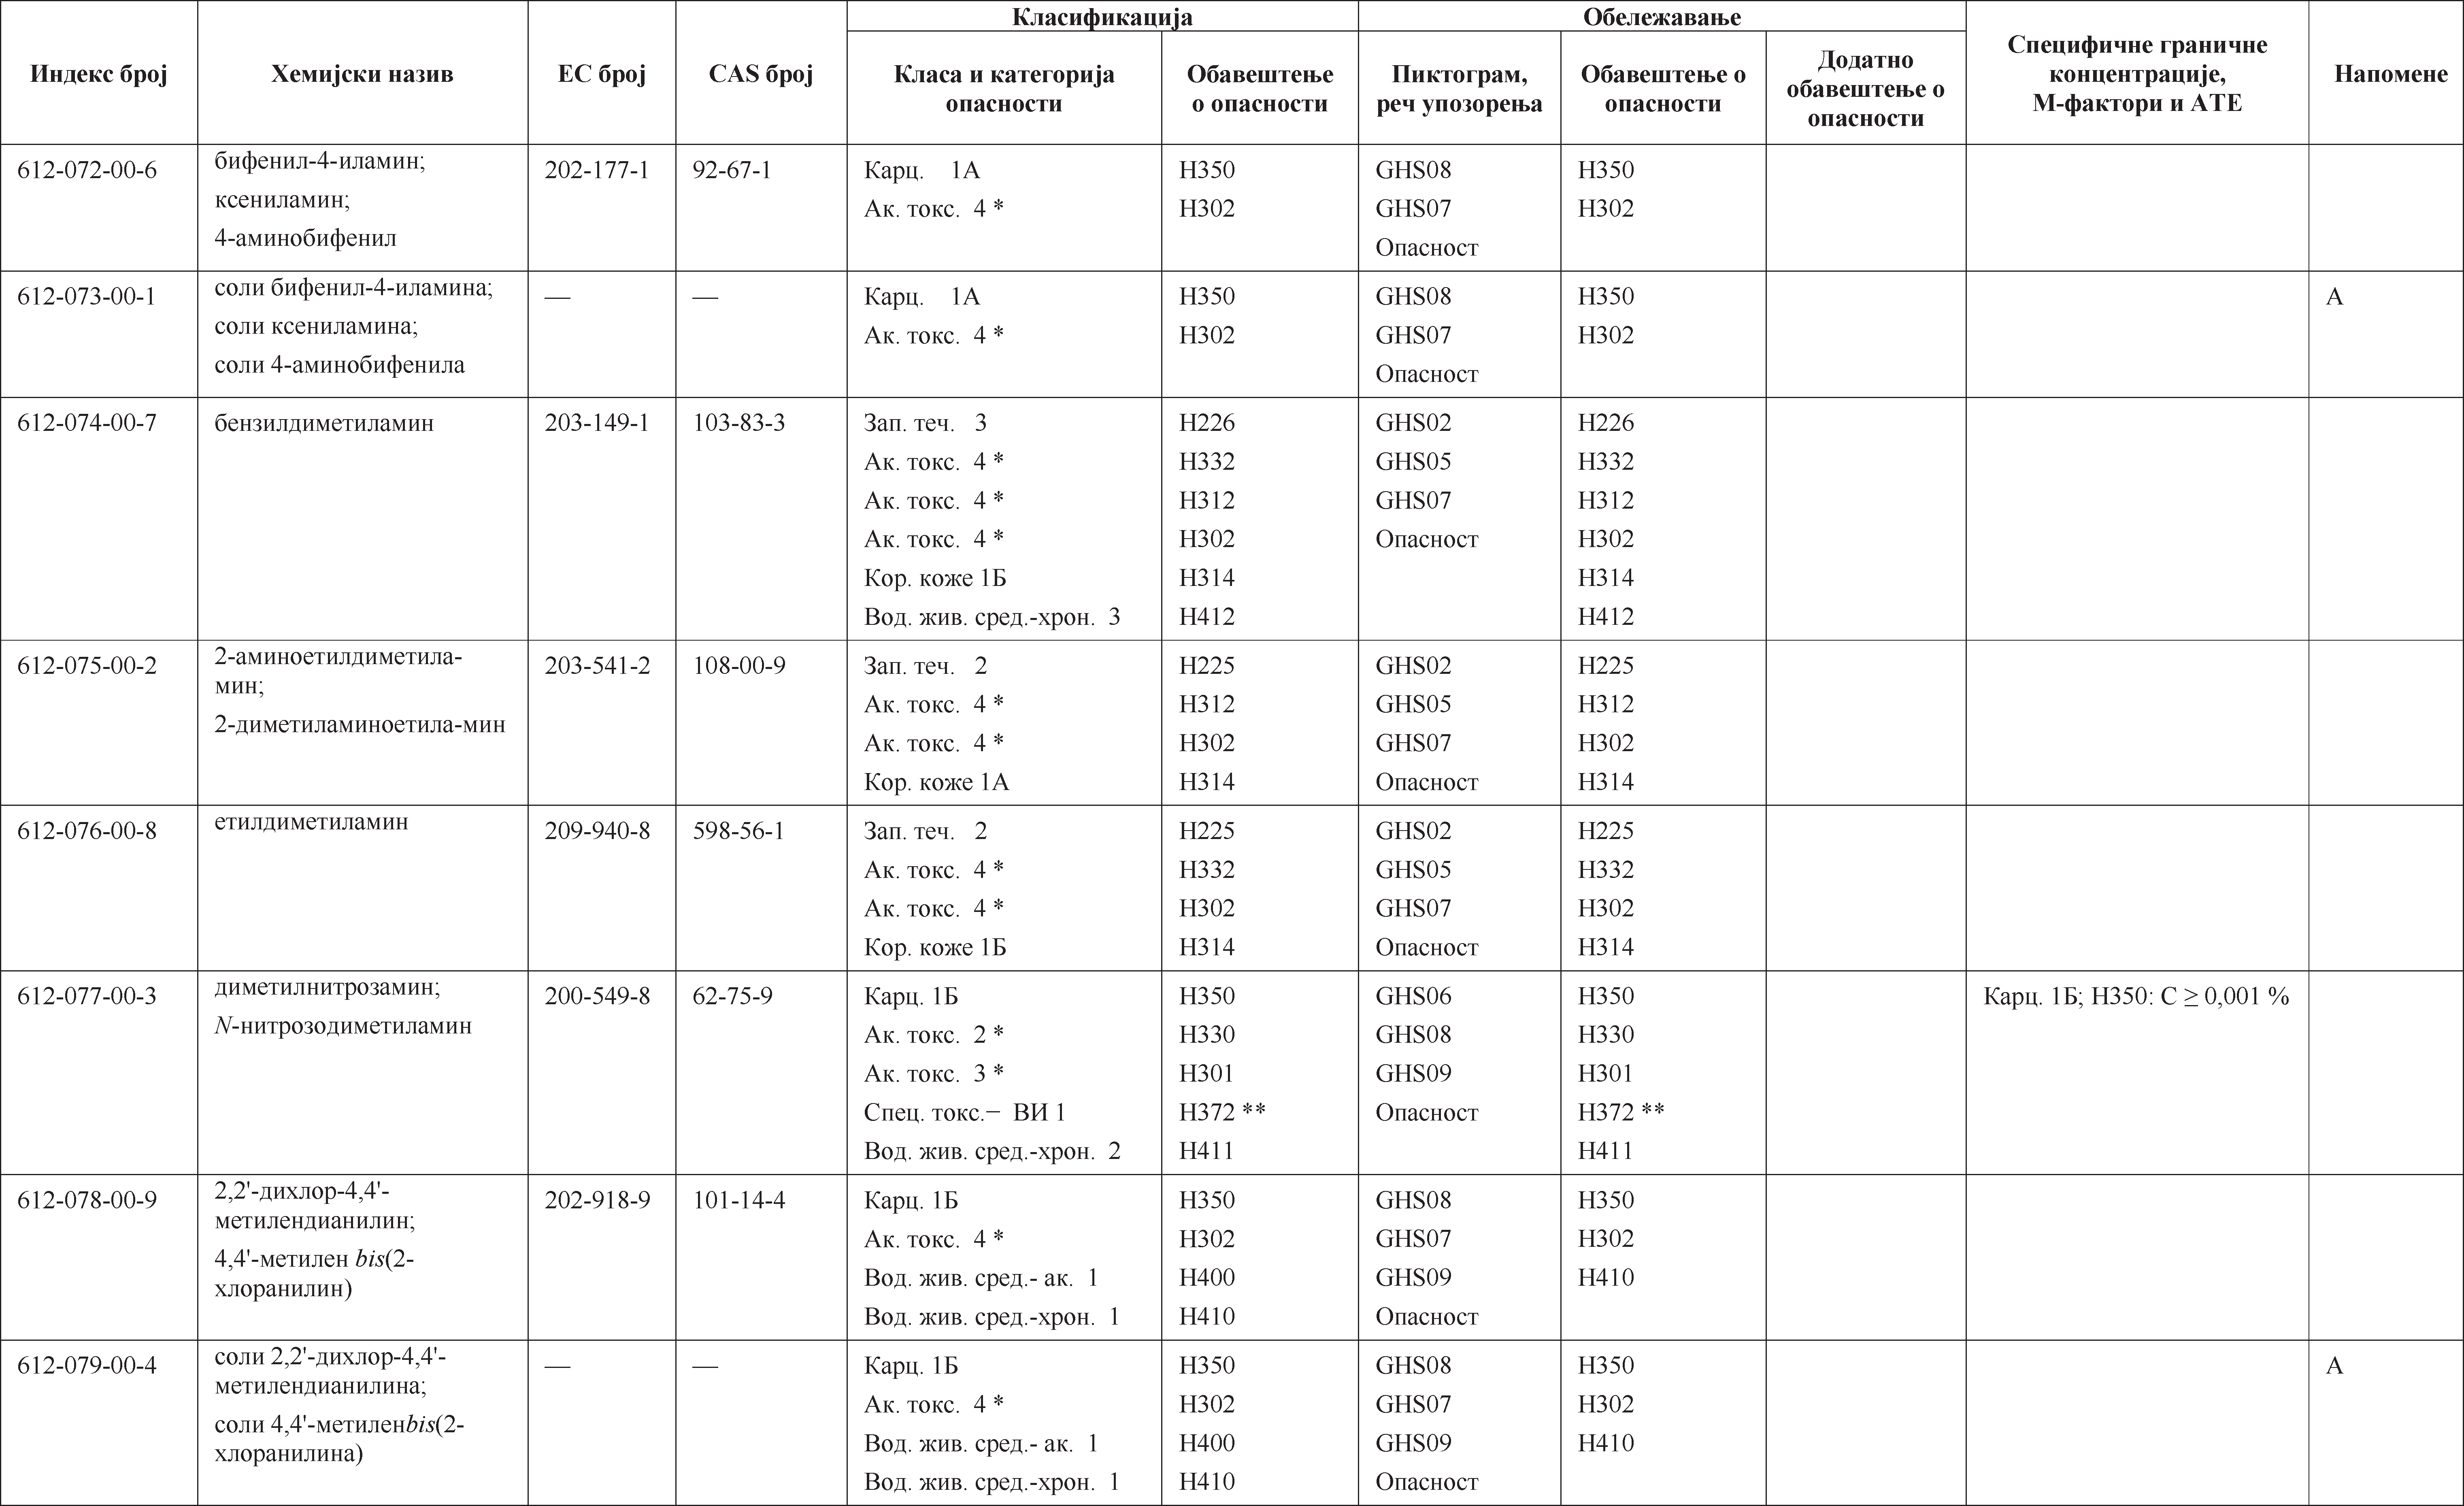 Индекс број
Хемијски назив
ЕС број
CAS број
Класификација
Обележавање
Специфичне граничне
концентрације,
М-фактори и АТЕ
Напомене
Класа и категорија
опасности
Обавештење
о опасности
Пиктограм,
реч упозорења
Обавештење о
опасности
Додатно
обавештење о
опасности
612-072-00-6
бифенил-4-иламин;
ксениламин;
4-аминобифенил
202-177-1
92-67-1
Карц. 1А
Ак. токс. 4 *
H350
H302
GHS08
GHS07
Опасност
H350
H302
612-073-00-1
соли бифенил-4-иламина;
соли ксениламина;
соли 4-аминобифенила
—
—
Карц. 1А
Ак. токс. 4 *
H350
H302
GHS08
GHS07
Опасност
H350
H302
А
612-074-00-7
бензилдиметиламин
203-149-1
103-83-3
Зап. теч. 3
Ак. токс. 4 *
Ак. токс. 4 *
Ак. токс. 4 *
Кор. коже 1Б
Вод. жив. сред.-хрон. 3
H226
H332
H312
H302
H314
H412
GHS02
GHS05
GHS07
Опасност
H226
H332
H312
H302
H314
H412
612-075-00-2
2-аминоетилдиметила-
мин;
2-диметиламиноетила-мин
203-541-2
108-00-9
Зап. теч. 2
Ак. токс. 4 *
Ак. токс. 4 *
Кор. коже 1А
H225
H312
H302
H314
GHS02
GHS05
GHS07
Опасност
H225
H312
H302
H314
612-076-00-8
етилдиметиламин
209-940-8
598-56-1
Зап. теч. 2
Ак. токс. 4 *
Ак. токс. 4 *
Кор. коже 1Б
H225
H332
H302
H314
GHS02
GHS05
GHS07
Опасност
H225
H332
H302
H314
612-077-00-3
диметилнитрозамин;
N-нитрозодиметиламин
200-549-8
62-75-9
Карц. 1Б
Ак. токс. 2 *
Ак. токс. 3 *
Спец. токс.− ВИ 1
Вод. жив. сред.-хрон. 2
H350
H330
H301
H372 **
H411
GHS06
GHS08
GHS09
Опасност
H350
H330
H301
H372 **
H411
Карц. 1Б; H350: C ≥ 0,001 %
612-078-00-9
2,2'-дихлор-4,4'-
метилендианилин;
4,4'-метилен bis(2-
хлоранилин)
202-918-9
101-14-4
Карц. 1Б
Ак. токс. 4 *
Вод. жив. сред.- ак. 1
Вод. жив. сред.-хрон. 1
H350
H302
H400
H410
GHS08
GHS07
GHS09
Опасност
H350
H302
H410
612-079-00-4
соли 2,2'-дихлор-4,4'-
метилендианилина;
соли 4,4'-метиленbis(2-
хлоранилина)
—
—
Карц. 1Б
Ак. токс. 4 *
Вод. жив. сред.- ак. 1
Вод. жив. сред.-хрон. 1
H350
H302
H400
H410
GHS08
GHS07
GHS09
Опасност
H350
H302
H410
А